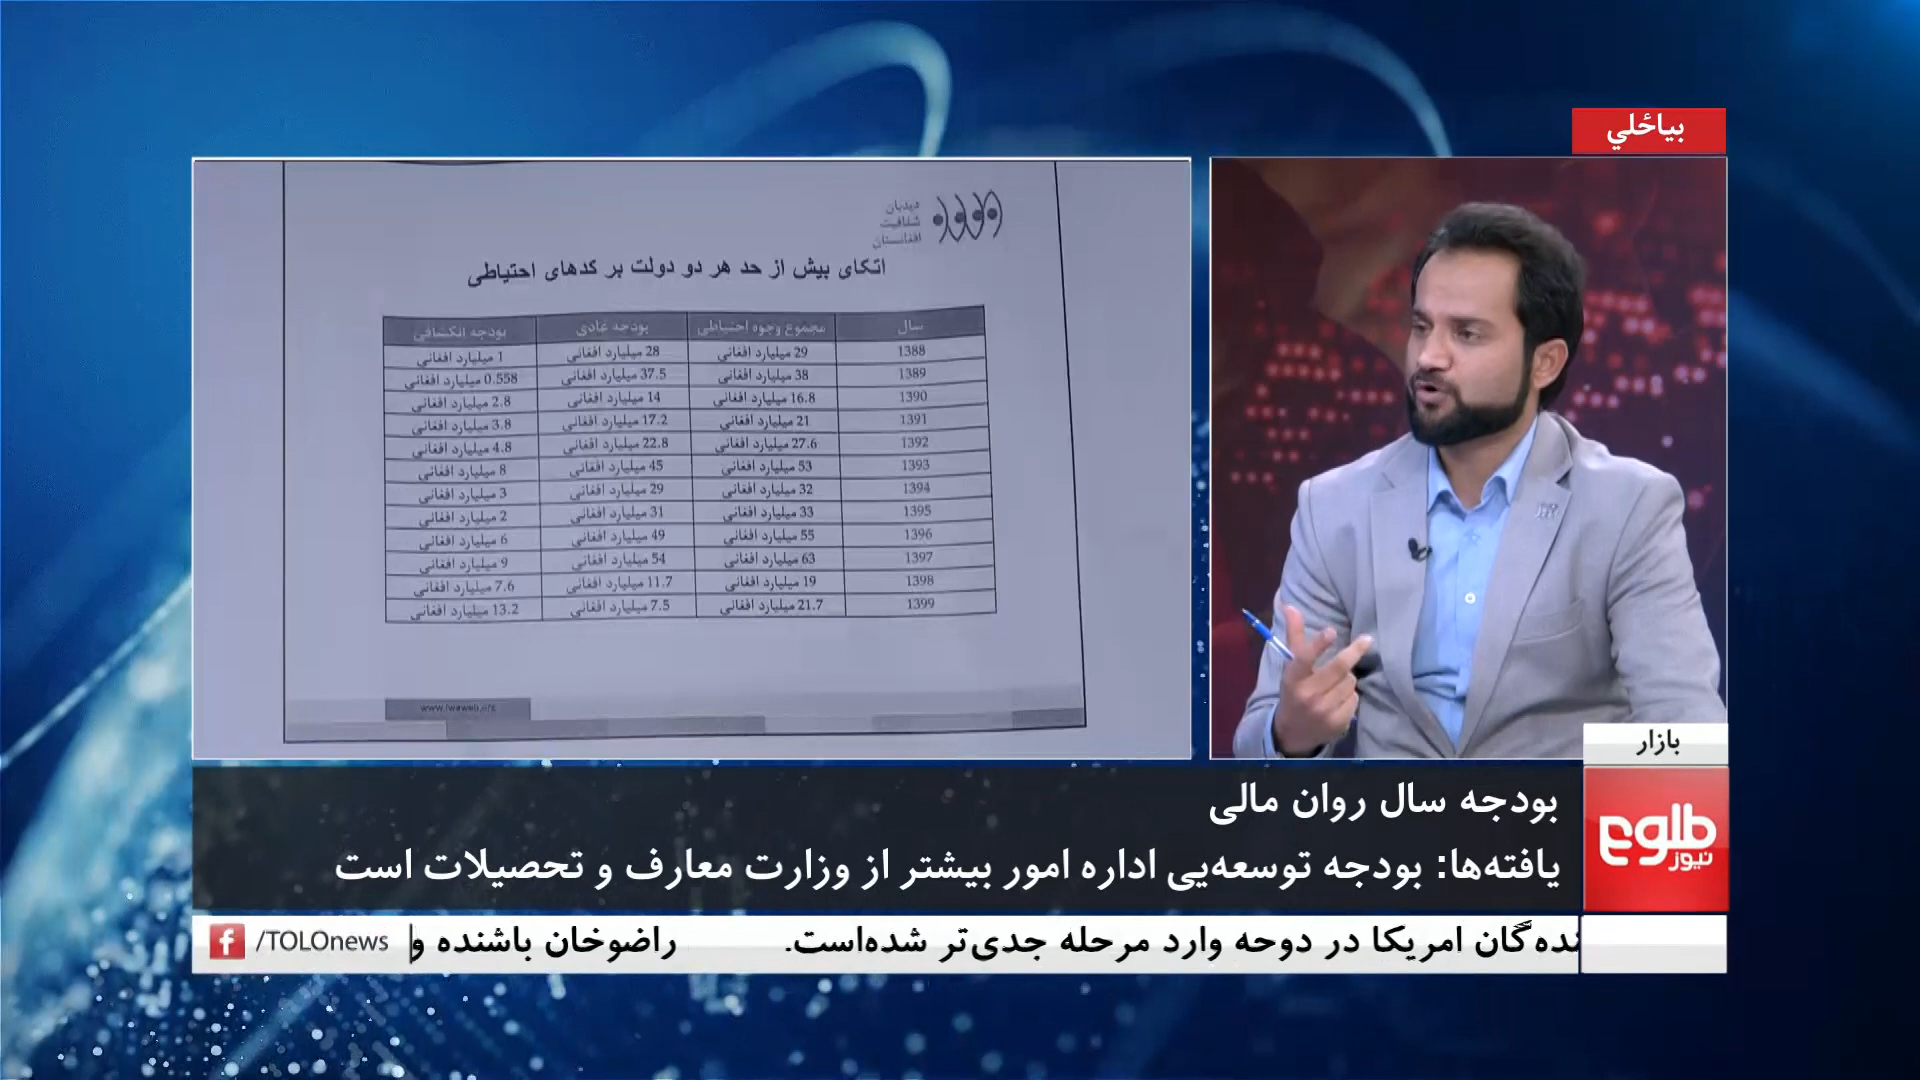 بیاځلي
دیدبان
شفافیت
افغانستان
اتکای بیش از حد هر دو دولت بر کدهای احتیاطی
سال مجموع وجوه احتیاطی بودجه عادی بودجه انکشافی
1388 29 میلیارد افغانی 28 میلیارد افغانی 1 میلیارد افغانی
1389 38 میلیارد افغانی 37.5 میلیارد افغانی 0.558 میلیارد افغانی
1390 16.8 میلیارد افغانی 14 میلیارد افغانی 2.8 میلیارد افغانی
1391 21 میلیارد افغانی 17.2 میلیارد افغانی 3.8 میلیارد افغانی
1392 27.6 میلیارد افغانی 22.8 میلیارد افغانی 4.8 میلیارد افغانی
1393 53 میلیارد افغانی 45 میلیارد افغانی 8 میلیارد افغانی
1394 32 میلیارد افغانی 29 میلیارد افغانی 3 میلیارد افغانی
1395 33 میلیارد افغانی 31 میلیارد افغانی 2 میلیارد افغانی
1396 55 میلیارد افغانی 49 میلیارد افغانی 6 میلیارد افغانی
1397 63 میلیارد افغانی 54 میلیارد افغانی 9 میلیارد افغانی
1398 19 میلیارد افغانی 11.7 میلیارد افغانی 7.6 میلیارد افغانی
1399 21.7 میلیارد افغانی 7.5 میلیارد افغانی 13.2 میلیارد افغانی
www.iwaweb.org
بازار
طلوع
نیوز
بودجه سال روان مالی
یافته‌ها: بودجه توسعه‌یی اداره امور بیشتر از وزارت معارف و تحصیلات است
نده‌گان امریکا در دوحه وارد مرحله جدی‌تر شده‌است. راضوخان باشنده و
/TOLOnews